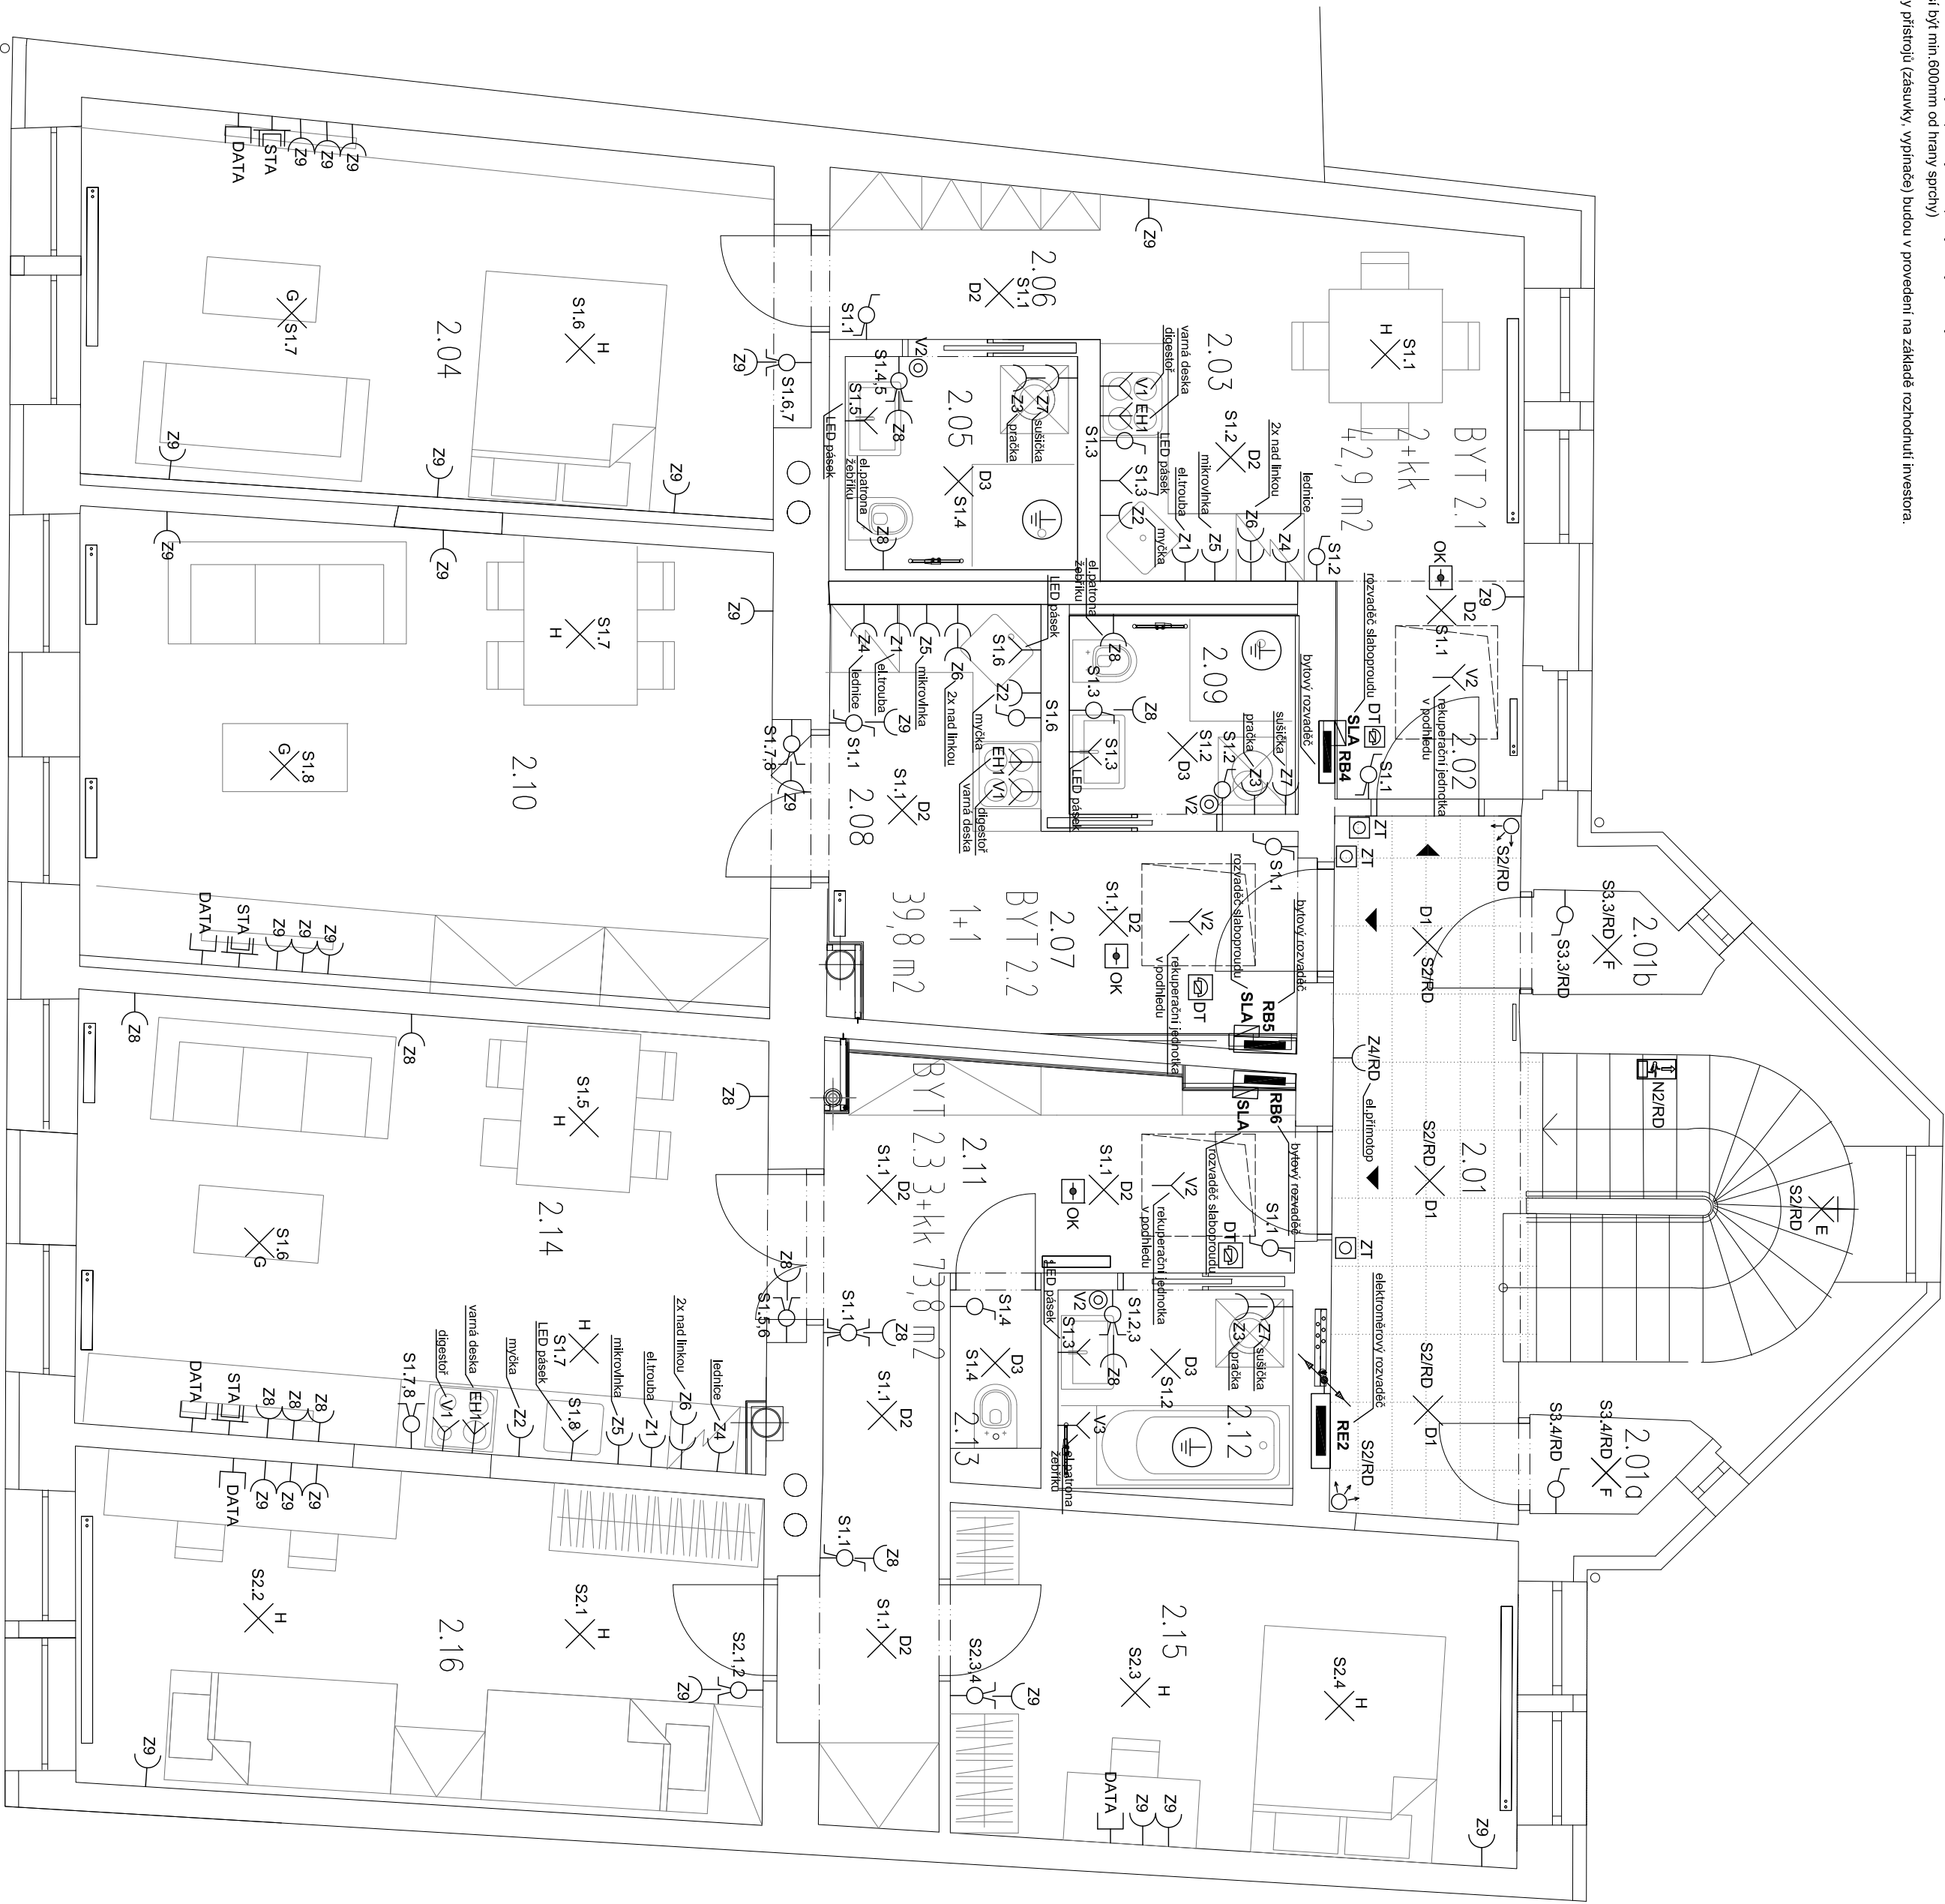 sí být min.600mm od hrany sprchy)
y přístrojů (zásuvky, vypínače) budou v provedení na základě rozhodnutí investora.
2.01b
S3.3/RD
F
S3.3/RD
S2/RD
ZT
ZT
D1
S2/RD
N2/RD
S2/RD
E
2.01
S2/RD
D1
Z4/RD
el.přímotop
ZT
elektroměrový rozvaděč
RE2
S2/RD
S2/RD
D1
2.01a
S3.4/RD
F
S3.4/RD
BYT 2.1
2+kk
42,9 m2
S1.1
H
Z9
OK
D2
S1.1
Z9
2.02
V2
rekuperační jednotka
v podhledu
rozvaděč slaboproudu
DT
SLA
RB4
S1.1
bytový rozvaděč
2.03
varná deska
digestoř
V1
EH1
S1.3
LED pásek
S1.3
Z2
myčka
S1.2
D2
2x nad linkou
Z6
lednice
Z4
mikrovlnka
Z5
el.trouba
Z1
S1.2
2.06
S1.1
D2
S1.1
2.05
V2
S1.4,5
S1.5
Z8
LED pásek
Z3
pračka
Z7
sušička
D3
S1.4
el.patrona
žebříku
Z8
2.04
DATA
STA
Z9
Z9
Z9
G
S1.7
S1.6
H
Z9
S1.6,7
Z9
Z9
Z9
BYT 2.2
1+1
39,8 m2
2.07
S1.1
D2
OK
V2
rekuperační jednotka
v podhledu
rozvaděč slaboproudu
SLA
RB5
DT
bytový rozvaděč
S1.1
2.09
el.patrona
žebříku
LED pásek
Z8
S1.3
Z8
S1.3
LED pásek
S1.2
D3
S1.2
pračka
Z3
sušička
Z7
V2
2.08
Z4
lednice
Z1
el.trouba
Z5
mikrovlnka
Z6
2x nad linkou
S1.6
Z2
myčka
S1.6
EH1
V1
varná deska
digestoř
S1.1
Z9
S1.1
D2
2.10
Z9
Z9
Z9
S1.7
H
S1.8
G
S1.7,8
Z9
DATA
STA
Z9
Z9
Z9
BYT 2.3 3+kk 73,8 m2
2.11
S1.1
D2
S1.1
D2
OK
V2
rekuperační jednotka
v podhledu
rozvaděč slaboproudu
SLA
RB6
bytový rozvaděč
DT
S1.1
S1.1
Z8
S1.1
D2
S1.1
Z8
S1.1
D2
2.12
LED pásek
V2
S1.3
S1.2,3
Z8
D3
S1.2
Z3
pračka
Z7
sušička
V3
el.patrona
žebříku
2.13
S1.4
D3
S1.4
2.14
Z8
Z8
Z8
S1.5
H
S1.6
G
Z8
S1.5,6
DATA
STA
Z8
Z8
Z8
S1.7,8
digestoř
V1
varná deska
EH1
myčka
Z2
H
S1.7
LED pásek
S1.8
mikrovlnka
Z5
el.trouba
Z1
2x nad linkou
Z6
lednice
Z4
2.15
S2.3,4
Z9
S2.3
H
S2.4
H
DATA
Z9
Z9
Z9
2.16
DATA
Z9
Z9
Z9
S2.2
H
S2.1
H
S2.1,2
Z9
Z9